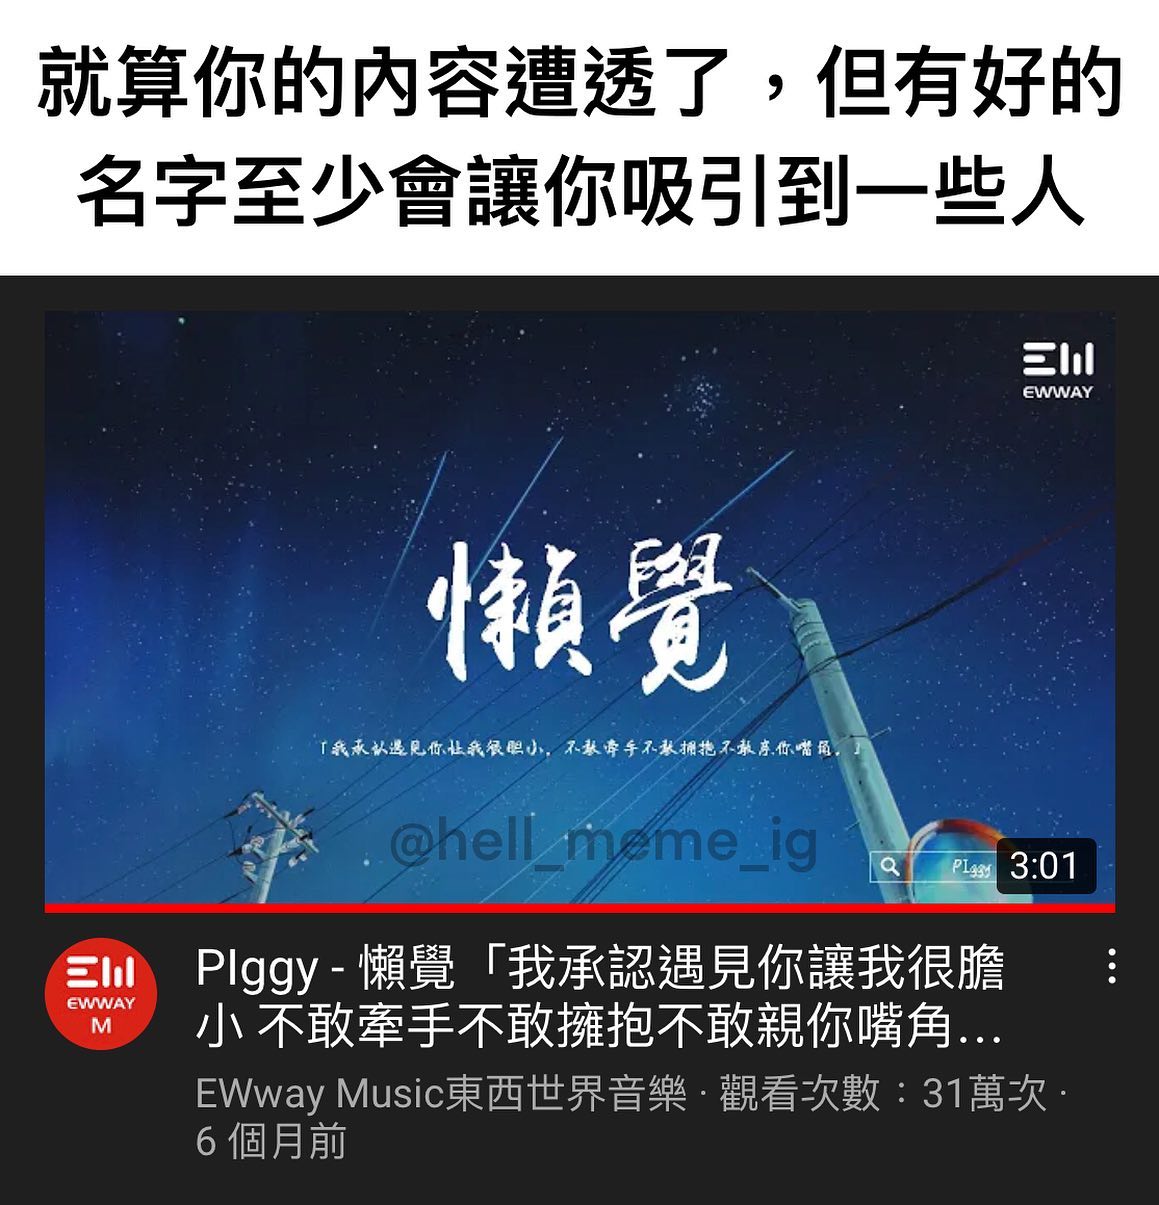 就算你的內容遭透了，但有好的
名字至少會讓你吸引到一些人
EWWAY
懶覺
「我承认遇见你让我很胆小，不敢牵手不敢拥抱不敢亲你嘴角。」
@hell_meme_ig
PIggy
3:01
EWWAY
M
PIggy - 懶覺「我承認遇見你讓我很膽
小 不敢牽手不敢擁抱不敢親你嘴角...
EWway Music東西世界音樂 · 觀看次數：31萬次 ·
6 個月前